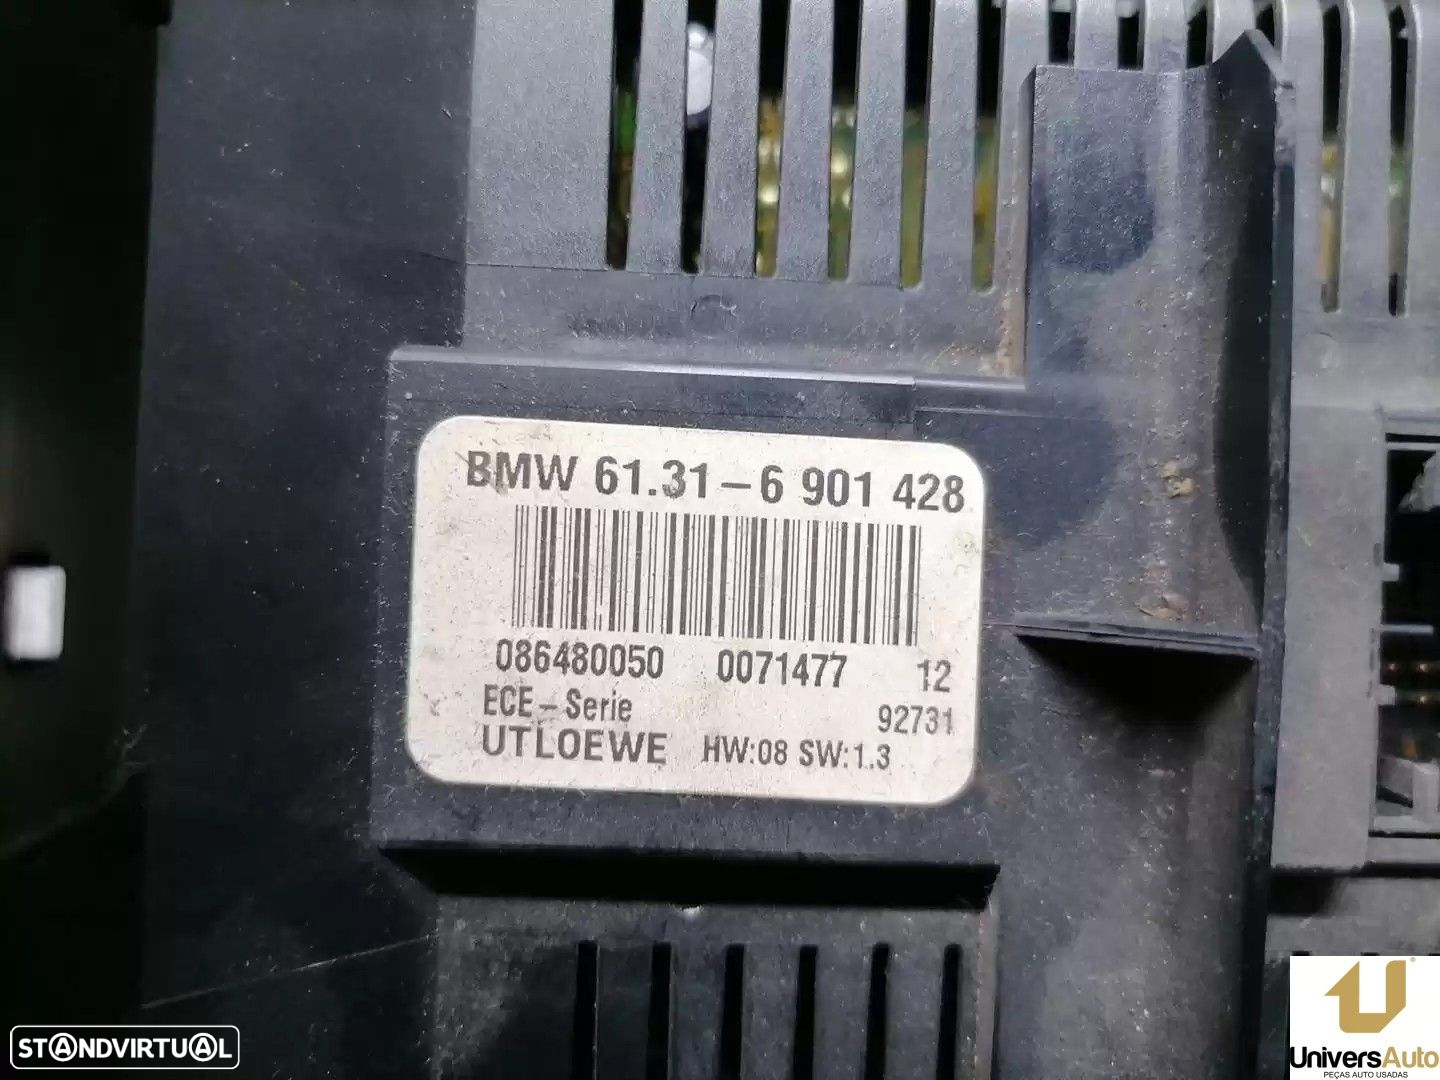 BMW 61.31-6 901 428
086480050 0071477 12
ECE-Serie 92731
UTLOEWE HW:08 SW:1.3
STANDVIRTUAL
UniversAuto
PEÇAS AUTO USADAS